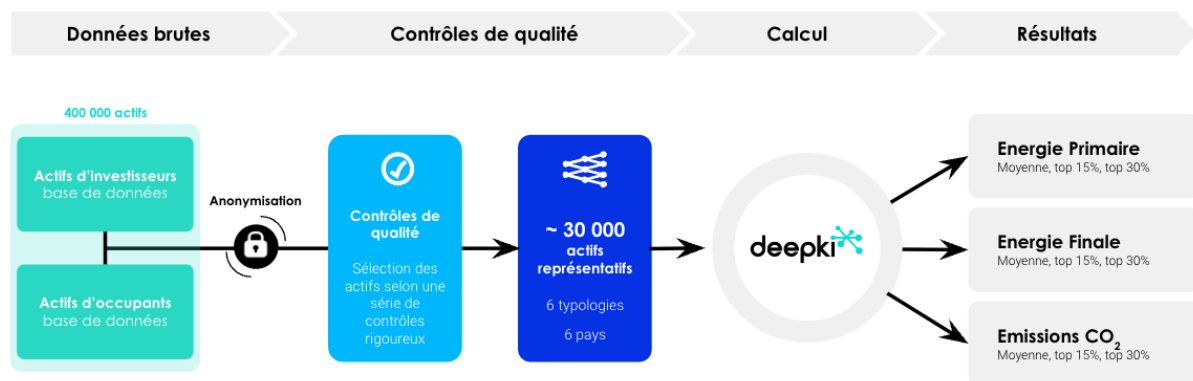 Données brutes
Contrôles de qualité
Calcul
Résultats
400 000 actifs
Actifs d'investisseurs
base de données
Actifs d'occupants
base de données
Anonymisation
Contrôles de
qualité
Sélection des
actifs selon une
série de
contrôles
rigoureux
~ 30 000
actifs
représentatifs
6 typologies
6 pays
deepki
Energie Primaire
Moyenne, top 15%, top 30%
Energie Finale
Moyenne, top 15%, top 30%
Emissions CO₂
Moyenne, top 15%, top 30%